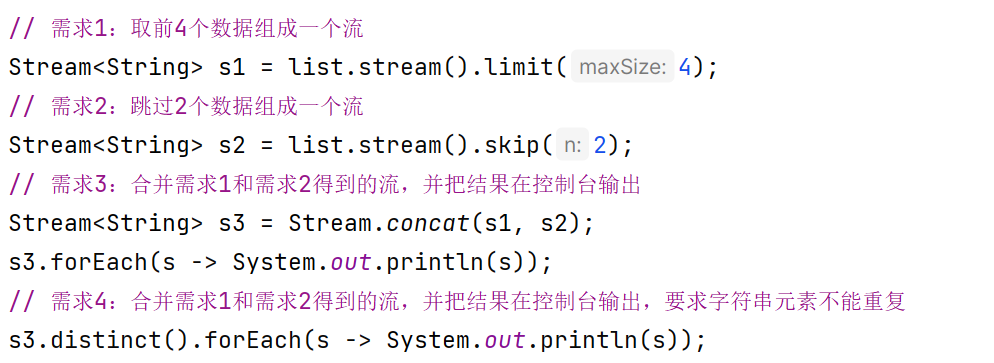 // 需求1：取前4个数据组成一个流
Stream<String> s1 = list.stream().limit( maxSize: 4);
// 需求2：跳过2个数据组成一个流
Stream<String> s2 = list.stream().skip( n: 2);
// 需求3：合并需求1和需求2得到的流，并把结果在控制台输出
Stream<String> s3 = Stream.concat(s1, s2);
s3.forEach(s -> System.out.println(s));
// 需求4：合并需求1和需求2得到的流，并把结果在控制台输出，要求字符串元素不能重复
s3.distinct().forEach(s -> System.out.println(s));